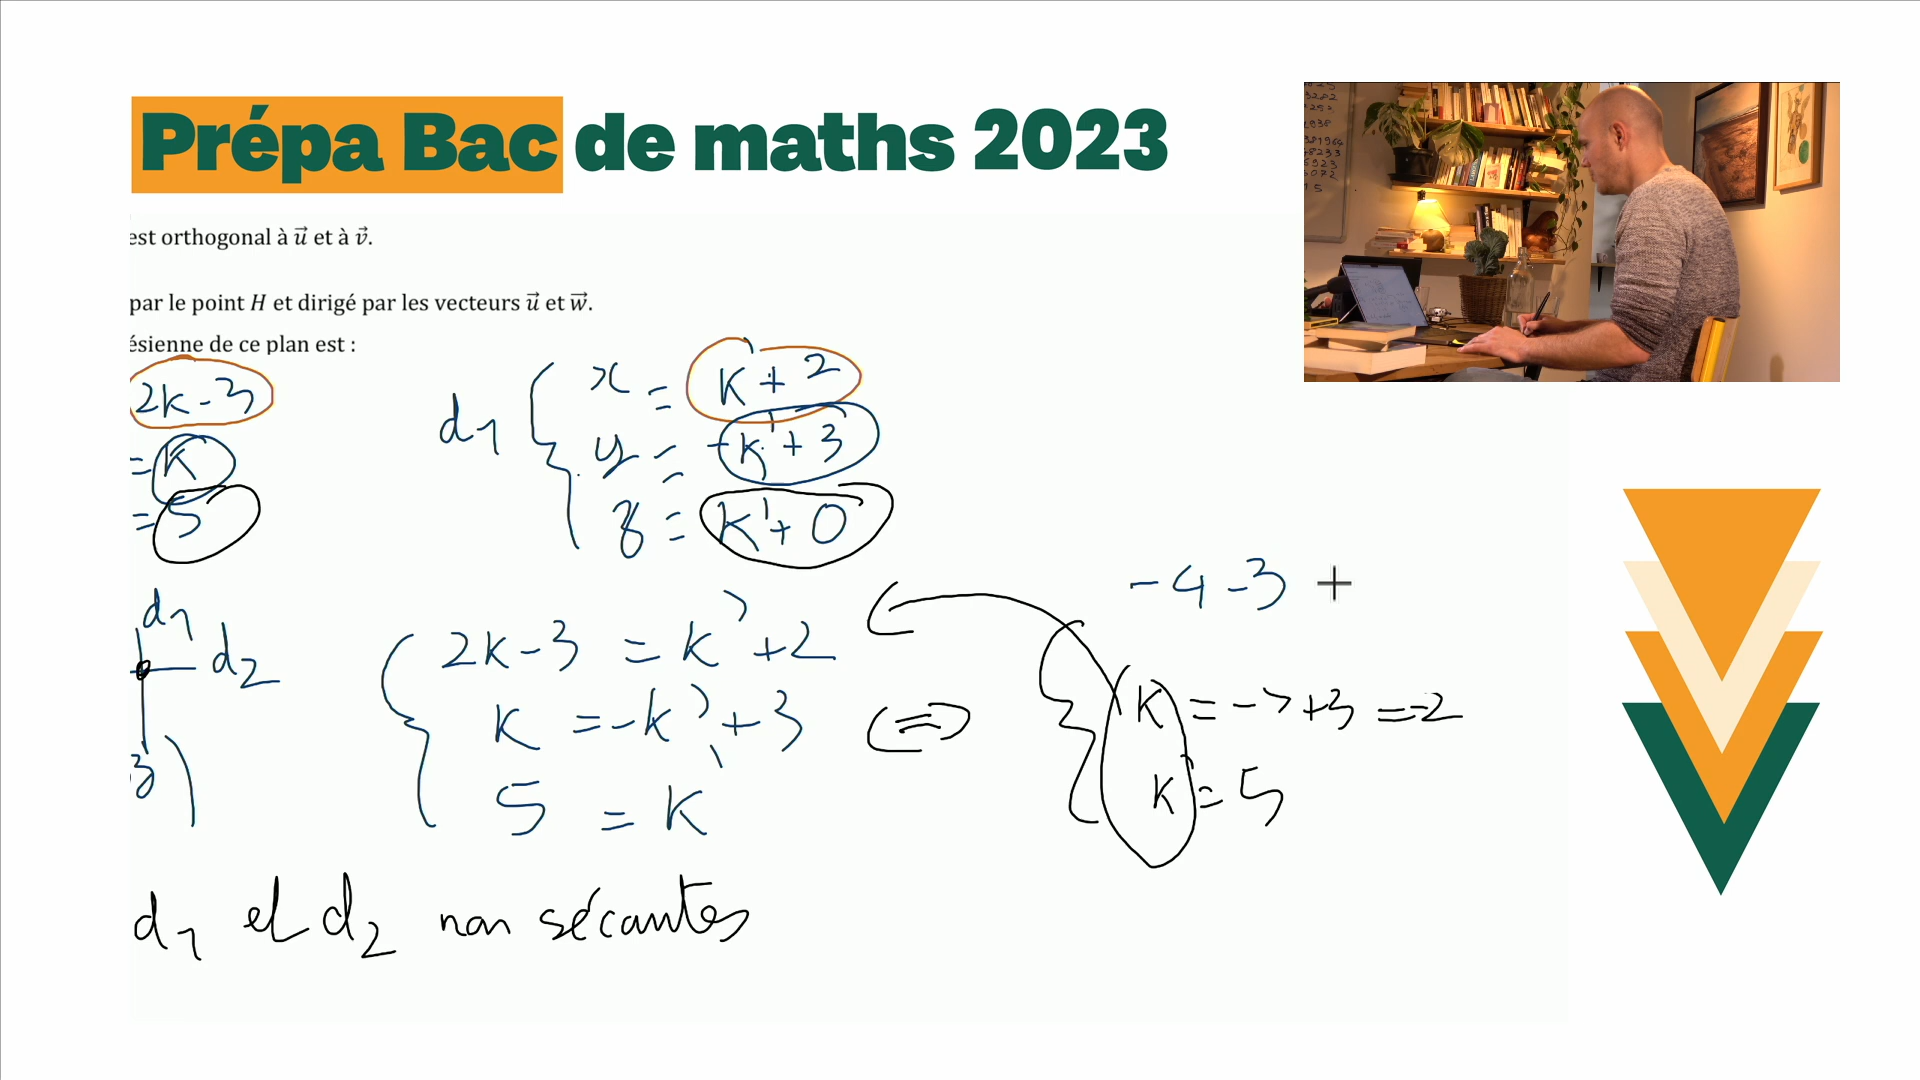 Prépa Bac de maths 2023
est orthogonal à u⃗ et à v⃗.
par le point H et dirigé par les vecteurs u⃗ et w⃗.
ésienne de ce plan est :
2k-3
= k
= 5
d1 { x = k + 2
y = -k' + 3
z = k' + 0
d1
d2
3 )
{ 2k-3 = k' + 2
k = -k' + 3
5 = k'
⇔
-4-3 +
{ k = -5+3 = -2
k' = 5
d1 et d2 non sécantes